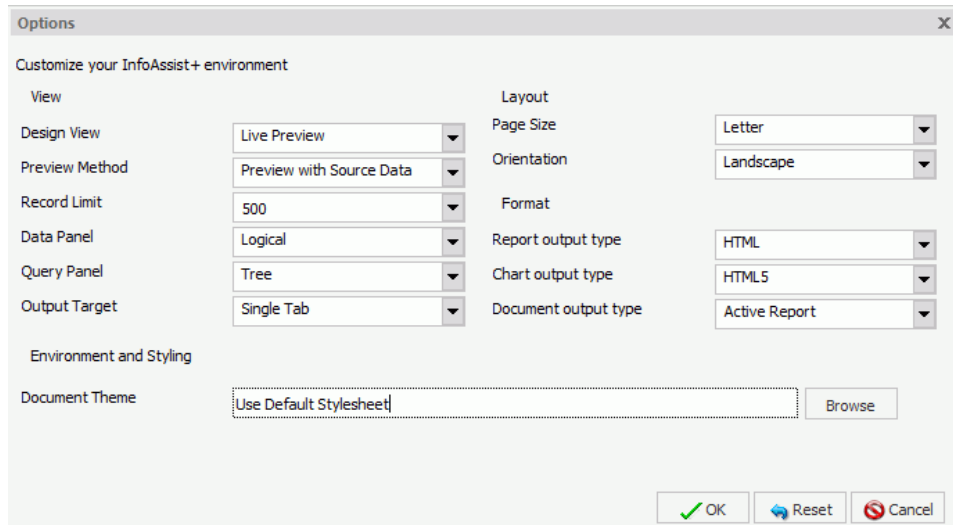 Options
X
Customize your InfoAssist+ environment
View
Design View Live Preview
Preview Method Preview with Source Data
Record Limit 500
Data Panel Logical
Query Panel Tree
Output Target Single Tab
Layout
Page Size Letter
Orientation Landscape
Format
Report output type HTML
Chart output type HTML5
Document output type Active Report
Environment and Styling
Document Theme Use Default Stylesheet Browse
OK Reset Cancel